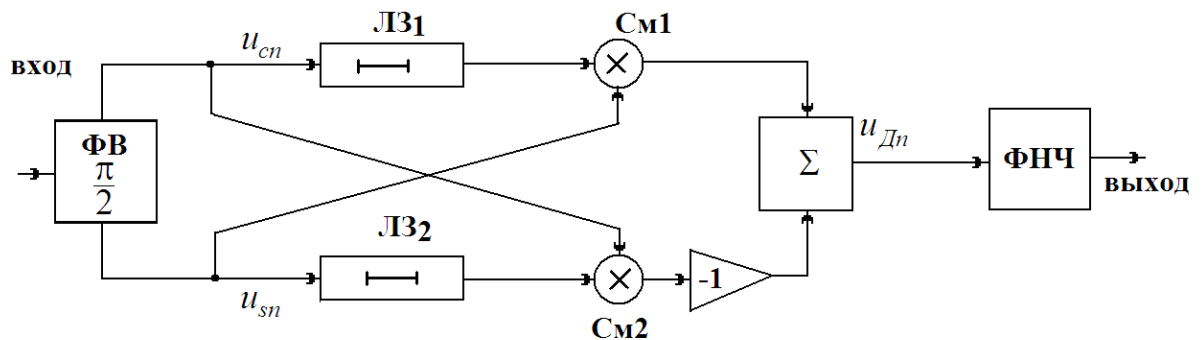 ЛЗ1
См1
вход
u_cn
ФВ
π/2
×
Σ
u_Дn
ФНЧ
выход
ЛЗ2
-1
×
u_sn
См2